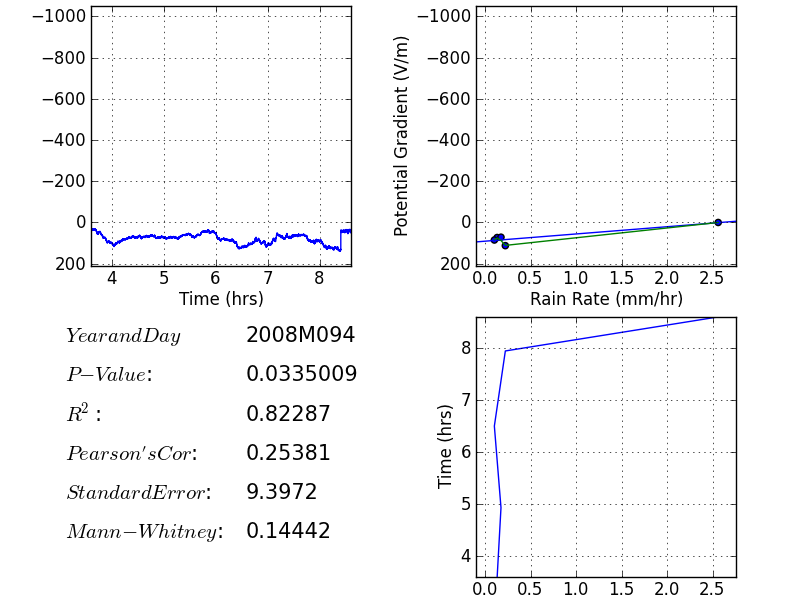 −1000
−800
−600
−400
−200
0
200
4 5 6 7 8
Time (hrs)
Potential Gradient (V/m)
−1000
−800
−600
−400
−200
0
200
0.0 0.5 1.0 1.5 2.0 2.5
Rain Rate (mm/hr)
YearandDay 2008M094
P−Value: 0.0335009
R²: 0.82287
Pearson'sCor: 0.25381
StandardError: 9.3972
Mann−Whitney: 0.14442
Time (hrs)
8
7
6
5
4
0.0 0.5 1.0 1.5 2.0 2.5